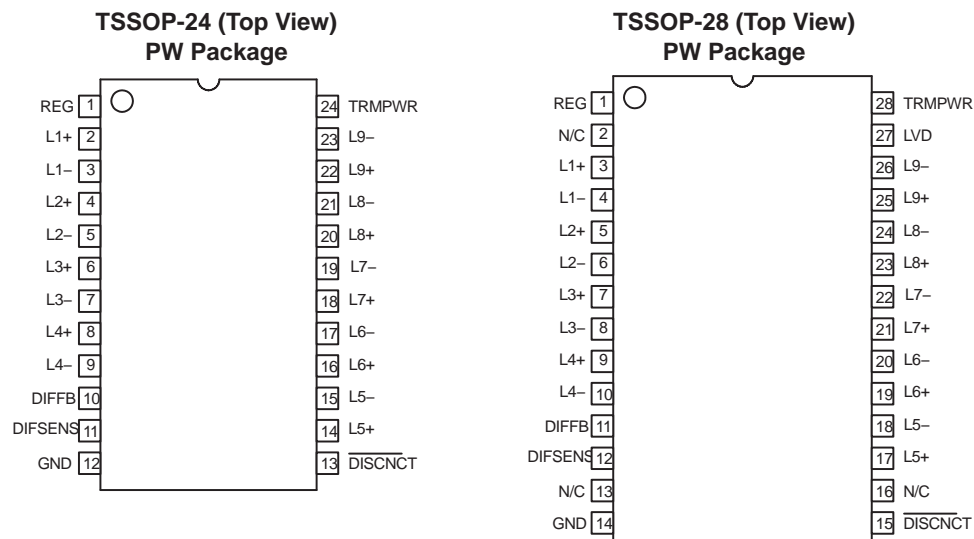 TSSOP-24 (Top View)
PW Package
REG 1
L1+ 2
L1– 3
L2+ 4
L2– 5
L3+ 6
L3– 7
L4+ 8
L4– 9
DIFFB 10
DIFSENS 11
GND 12
24 TRMPWR
23 L9–
22 L9+
21 L8–
20 L8+
19 L7–
18 L7+
17 L6–
16 L6+
15 L5–
14 L5+
13 DISCNCT
TSSOP-28 (Top View)
PW Package
REG 1
N/C 2
L1+ 3
L1– 4
L2+ 5
L2– 6
L3+ 7
L3– 8
L4+ 9
L4– 10
DIFFB 11
DIFSENS 12
N/C 13
GND 14
28 TRMPWR
27 LVD
26 L9–
25 L9+
24 L8–
23 L8+
22 L7–
21 L7+
20 L6–
19 L6+
18 L5–
17 L5+
16 N/C
15 DISCNCT